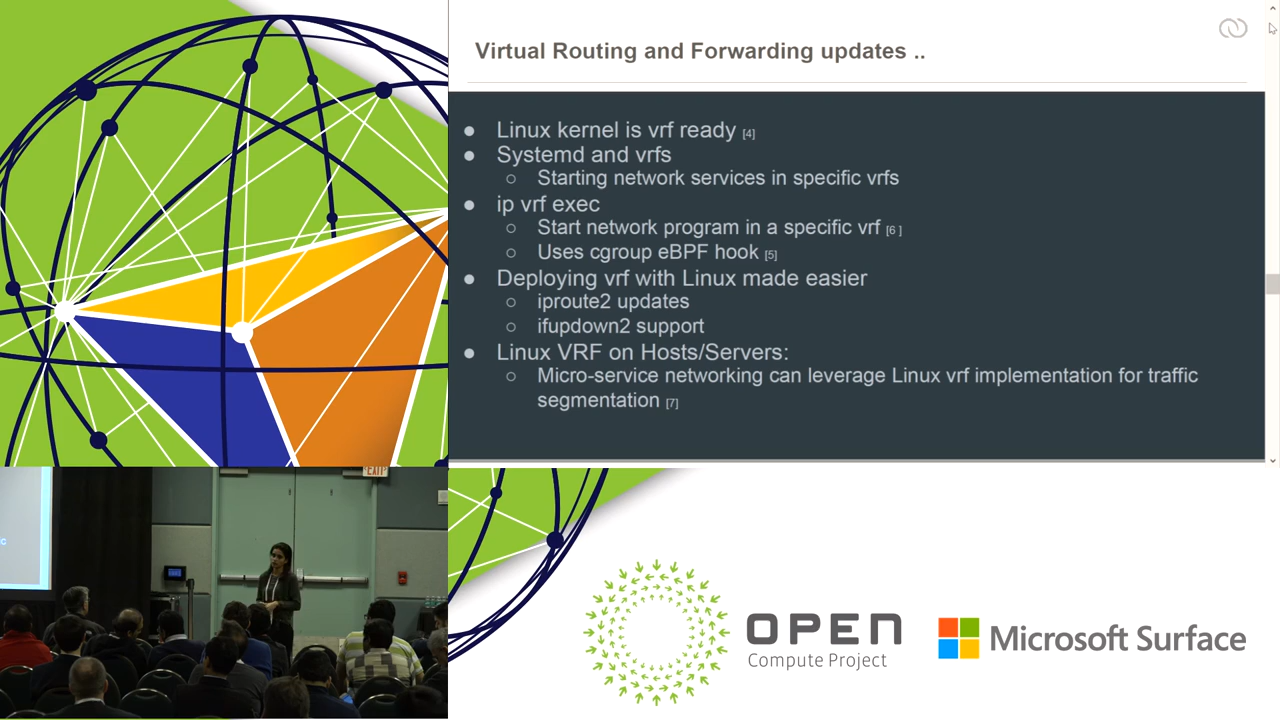 Virtual Routing and Forwarding updates ..
● Linux kernel is vrf ready [4]
● Systemd and vrfs
○ Starting network services in specific vrfs
● ip vrf exec
○ Start network program in a specific vrf [6 ]
○ Uses cgroup eBPF hook [5]
● Deploying vrf with Linux made easier
○ iproute2 updates
○ ifupdown2 support
● Linux VRF on Hosts/Servers:
○ Micro-service networking can leverage Linux vrf implementation for traffic
segmentation [7]
EXIT
OPEN
Compute Project
Microsoft Surface